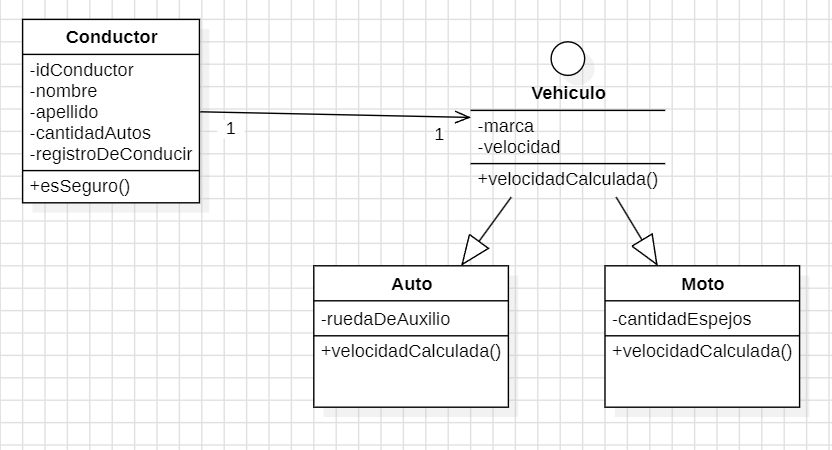 Conductor
-idConductor
-nombre
-apellido
-cantidadAutos
-registroDeConducir
+esSeguro()
1
1
Vehiculo
-marca
-velocidad
+velocidadCalculada()
Auto
-ruedaDeAuxilio
+velocidadCalculada()
Moto
-cantidadEspejos
+velocidadCalculada()